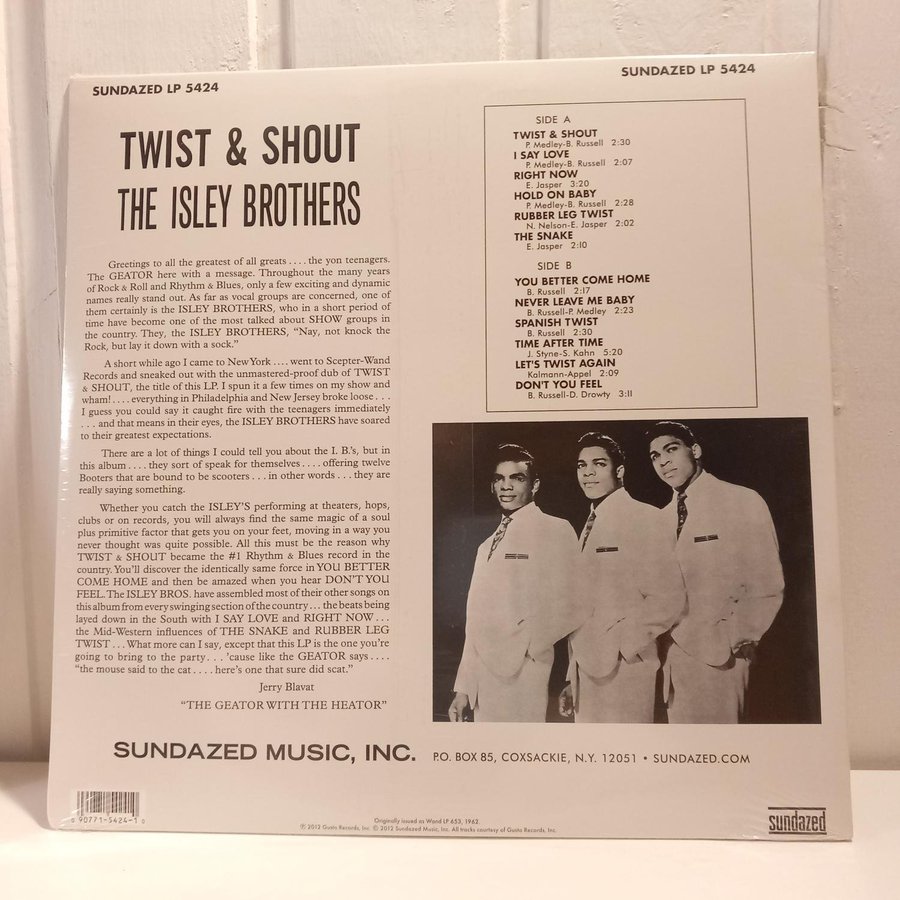 SUNDAZED LP 5424
SUNDAZED LP 5424
TWIST & SHOUT
THE ISLEY BROTHERS
Greetings to all the greatest of all greats . . . . the yon teenagers.
The GEATOR here with a message. Throughout the many years
of Rock & Roll and Rhythm & Blues, only a few exciting and dynamic
names really stand out. As far as vocal groups are concerned, one of
them certainly is the ISLEY BROTHERS, who in a short period of
time have become one of the most talked about SHOW groups in
the country. They, the ISLEY BROTHERS, “Nay, not knock the
Rock, but lay it down with a sock.”
A short while ago I came to New York . . . . went to Scepter-Wand
Records and sneaked out with the unmastered-proof dub of TWIST
& SHOUT, the title of this LP. I spun it a few times on my show and
wham! . . . . everything in Philadelphia and New Jersey broke loose . . .
I guess you could say it caught fire with the teenagers immediately
. . . and that means in their eyes, the ISLEY BROTHERS have soared
to their greatest expectations.
There are a lot of things I could tell you about the I. B.’s, but in
this album . . . . they sort of speak for themselves . . . . offering twelve
Booters that are bound to be scooters . . . in other words . . . they are
really saying something.
Whether you catch the ISLEY’S performing at theaters, hops,
clubs or on records, you will always find the same magic of a soul
plus primitive factor that gets you on your feet, moving in a way you
never thought was quite possible. All this must be the reason why
TWIST & SHOUT became the #1 Rhythm & Blues record in the
country. You’ll discover the identically same force in YOU BETTER
COME HOME and then be amazed when you hear DON’T YOU
FEEL. The ISLEY BROS. have assembled most of their other songs on
this album from every swinging section of the country . . . the beats being
layed down in the South with I SAY LOVE and RIGHT NOW . . .
the Mid-Western influences of THE SNAKE and RUBBER LEG
TWIST . . . What more can I say, except that this LP is the one you’re
going to bring to the party . . . ’cause like the GEATOR says . . . .
“the mouse said to the cat . . . . here’s one that sure did scat.”
Jerry Blavat
“THE GEATOR WITH THE HEATOR”
SIDE A
TWIST & SHOUT
P. Medley-B. Russell 2:30
I SAY LOVE
P. Medley-B. Russell 2:07
RIGHT NOW
E. Jasper 3:20
HOLD ON BABY
P. Medley-B. Russell 2:28
RUBBER LEG TWIST
N. Nelson-E. Jasper 2:02
THE SNAKE
E. Jasper 2:10
SIDE B
YOU BETTER COME HOME
B. Russell 2:17
NEVER LEAVE ME BABY
B. Russell-P. Medley 2:23
SPANISH TWIST
B. Russell 2:30
TIME AFTER TIME
J. Styne-S. Kahn 5:20
LET'S TWIST AGAIN
Kalmann-Appel 2:09
DON'T YOU FEEL
B. Russell-D. Drowty 3:11
SUNDAZED MUSIC, INC. P.O. BOX 85, COXSACKIE, N.Y. 12051 • SUNDAZED.COM
0 90771-5424-1 0
Originally issued as Wand LP 653, 1962.
℗ 2012 Gusto Records, Inc. © 2012 Sundazed Music, Inc. All tracks courtesy of Gusto Records, Inc.
sundazed